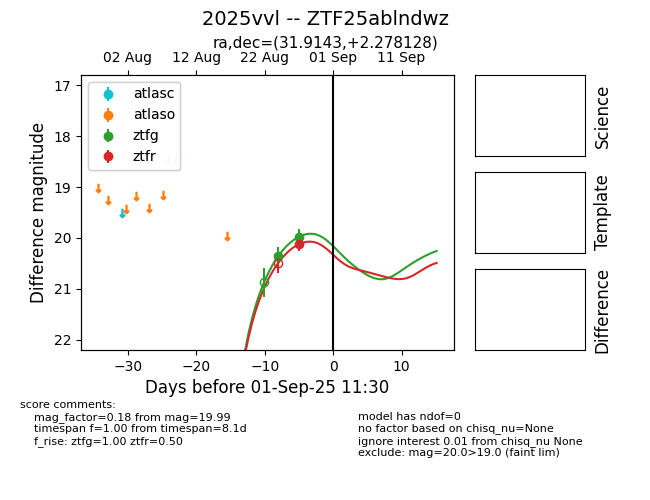 2025vvl -- ZTF25ablndwz
ra,dec=(31.9143,+2.278128)
02 Aug 12 Aug 22 Aug 01 Sep 11 Sep
17
18
19
20
21
22
Difference magnitude
atlasc
atlaso
ztfg
ztfr
−30 −20 −10 0 10
Days before 01-Sep-25 11:30
Science
Template
Difference
score comments:
mag_factor=0.18 from mag=19.99
timespan f=1.00 from timespan=8.1d
f_rise: ztfg=1.00 ztfr=0.50
model has ndof=0
no factor based on chisq_nu=None
ignore interest 0.01 from chisq_nu None
exclude: mag=20.0>19.0 (faint lim)